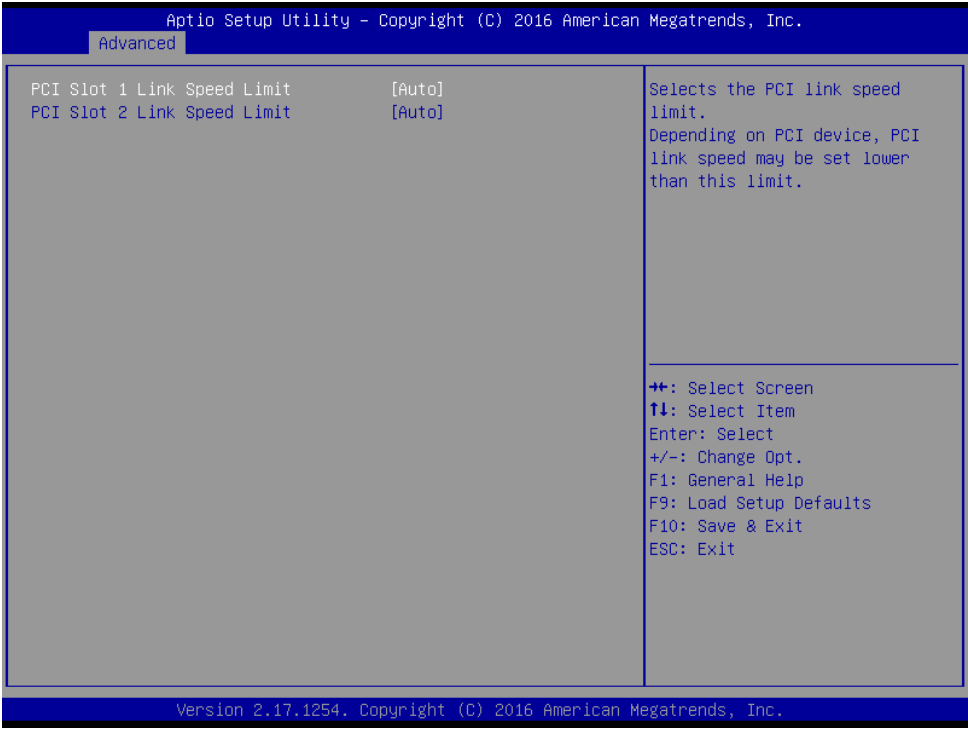 Aptio Setup Utility – Copyright (C) 2016 American Megatrends, Inc.
Advanced
PCI Slot 1 Link Speed Limit [Auto]
PCI Slot 2 Link Speed Limit [Auto]
Selects the PCI link speed
limit.
Depending on PCI device, PCI
link speed may be set lower
than this limit.
→←: Select Screen
↑↓: Select Item
Enter: Select
+/-: Change Opt.
F1: General Help
F9: Load Setup Defaults
F10: Save & Exit
ESC: Exit
Version 2.17.1254. Copyright (C) 2016 American Megatrends, Inc.